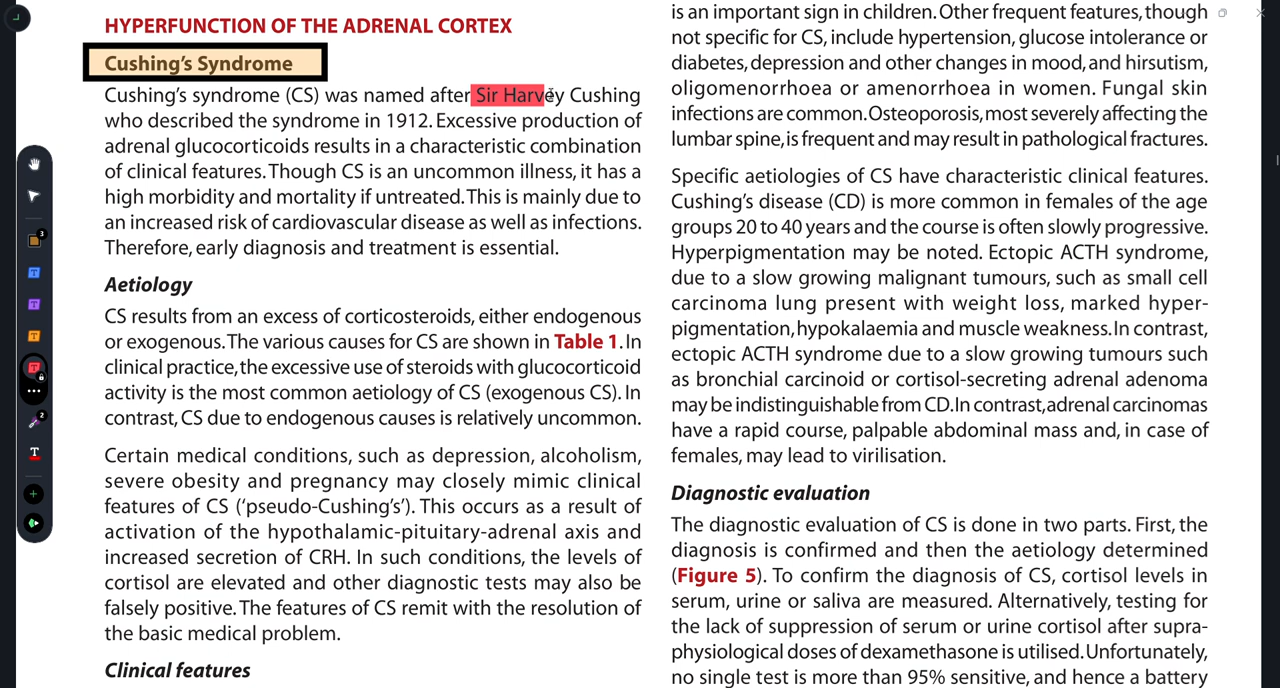 HYPERFUNCTION OF THE ADRENAL CORTEX
Cushing's Syndrome
Cushing's syndrome (CS) was named after Sir Harvey Cushing
who described the syndrome in 1912. Excessive production of
adrenal glucocorticoids results in a characteristic combination
of clinical features. Though CS is an uncommon illness, it has a
high morbidity and mortality if untreated. This is mainly due to
an increased risk of cardiovascular disease as well as infections.
Therefore, early diagnosis and treatment is essential.
Aetiology
CS results from an excess of corticosteroids, either endogenous
or exogenous. The various causes for CS are shown in Table 1. In
clinical practice, the excessive use of steroids with glucocorticoid
activity is the most common aetiology of CS (exogenous CS). In
contrast, CS due to endogenous causes is relatively uncommon.
Certain medical conditions, such as depression, alcoholism,
severe obesity and pregnancy may closely mimic clinical
features of CS ('pseudo-Cushing's'). This occurs as a result of
activation of the hypothalamic-pituitary-adrenal axis and
increased secretion of CRH. In such conditions, the levels of
cortisol are elevated and other diagnostic tests may also be
falsely positive. The features of CS remit with the resolution of
the basic medical problem.
Clinical features
is an important sign in children. Other frequent features, though
not specific for CS, include hypertension, glucose intolerance or
diabetes, depression and other changes in mood, and hirsutism,
oligomenorrhoea or amenorrhoea in women. Fungal skin
infections are common. Osteoporosis, most severely affecting the
lumbar spine, is frequent and may result in pathological fractures.
Specific aetiologies of CS have characteristic clinical features.
Cushing's disease (CD) is more common in females of the age
groups 20 to 40 years and the course is often slowly progressive.
Hyperpigmentation may be noted. Ectopic ACTH syndrome,
due to a slow growing malignant tumours, such as small cell
carcinoma lung present with weight loss, marked hyper-
pigmentation, hypokalaemia and muscle weakness. In contrast,
ectopic ACTH syndrome due to a slow growing tumours such
as bronchial carcinoid or cortisol-secreting adrenal adenoma
may be indistinguishable from CD. In contrast, adrenal carcinomas
have a rapid course, palpable abdominal mass and, in case of
females, may lead to virilisation.
Diagnostic evaluation
The diagnostic evaluation of CS is done in two parts. First, the
diagnosis is confirmed and then the aetiology determined
(Figure 5). To confirm the diagnosis of CS, cortisol levels in
serum, urine or saliva are measured. Alternatively, testing for
the lack of suppression of serum or urine cortisol after supra-
physiological doses of dexamethasone is utilised. Unfortunately,
no single test is more than 95% sensitive, and hence a battery
3
T
T
T
T
2
T